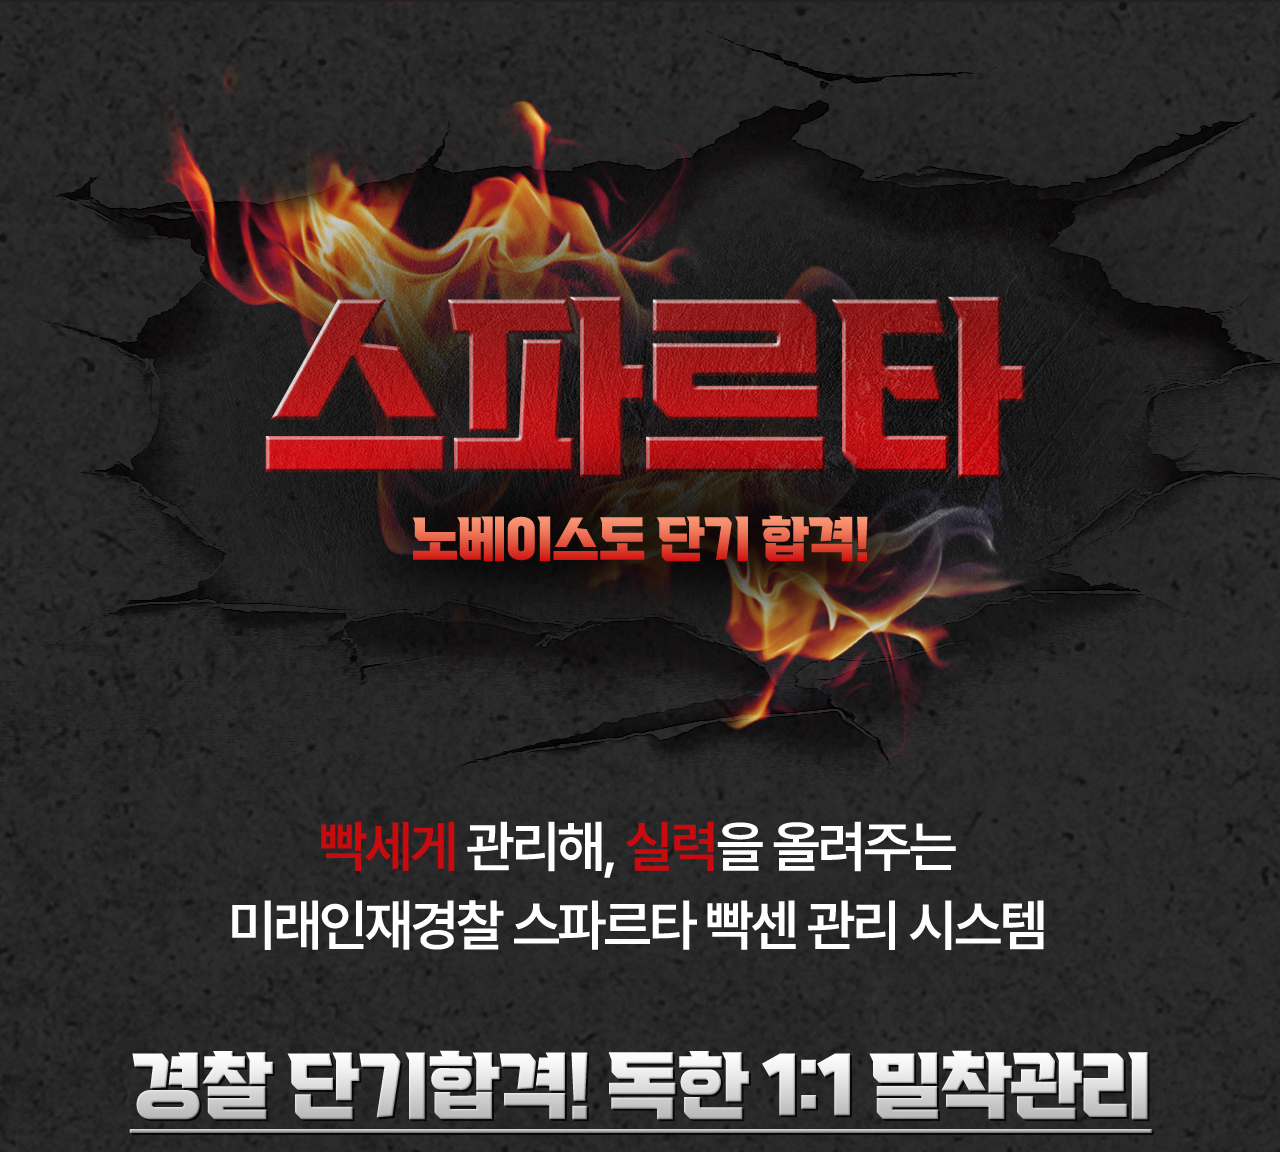 스파르타
노베이스도 단기 합격!
빡세게 관리해, 실력을 올려주는
미래인재경찰 스파르타 빡센 관리 시스템
경찰 단기합격! 독한 1:1 밀착관리